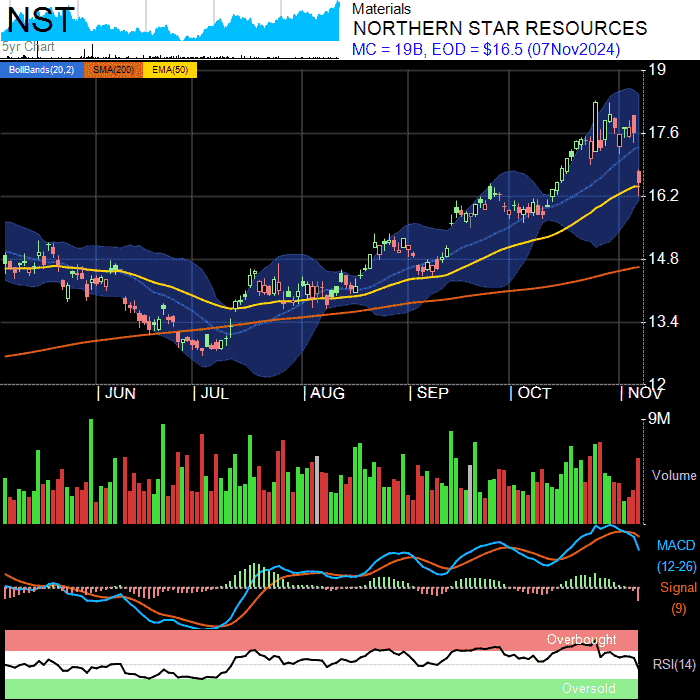 NST
5yr Chart
Materials
NORTHERN STAR RESOURCES
MC = 19B, EOD = $16.5 (07Nov2024)
BollBands(20,2) SMA(200) EMA(50)
19
17.6
16.2
14.8
13.4
12
JUN JUL AUG SEP OCT NOV
9M
Volume
MACD
(12-26)
Signal
(9)
Overbought
RSI(14)
Oversold